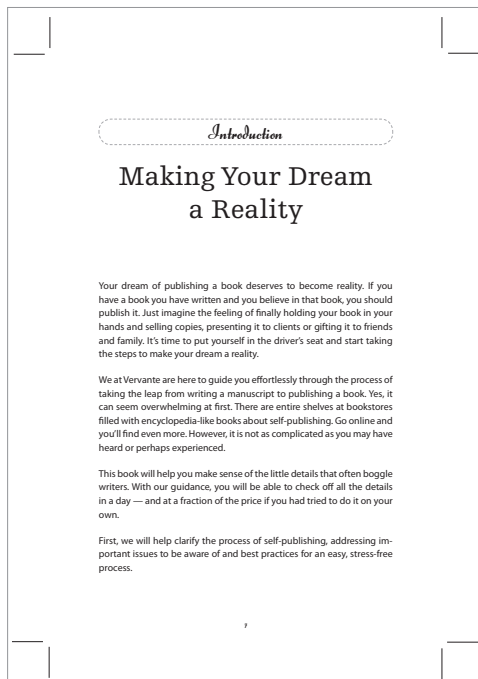 Introduction
Making Your Dream
a Reality
Your dream of publishing a book deserves to become reality. If you
have a book you have written and you believe in that book, you should
publish it. Just imagine the feeling of finally holding your book in your
hands and selling copies, presenting it to clients or gifting it to friends
and family. It’s time to put yourself in the driver’s seat and start taking
the steps to make your dream a reality.
We at Vervante are here to guide you effortlessly through the process of
taking the leap from writing a manuscript to publishing a book. Yes, it
can seem overwhelming at first. There are entire shelves at bookstores
filled with encyclopedia-like books about self-publishing. Go online and
you’ll find even more. However, it is not as complicated as you may have
heard or perhaps experienced.
This book will help you make sense of the little details that often boggle
writers. With our guidance, you will be able to check off all the details
in a day — and at a fraction of the price if you had tried to do it on your
own.
First, we will help clarify the process of self-publishing, addressing im-
portant issues to be aware of and best practices for an easy, stress-free
process.